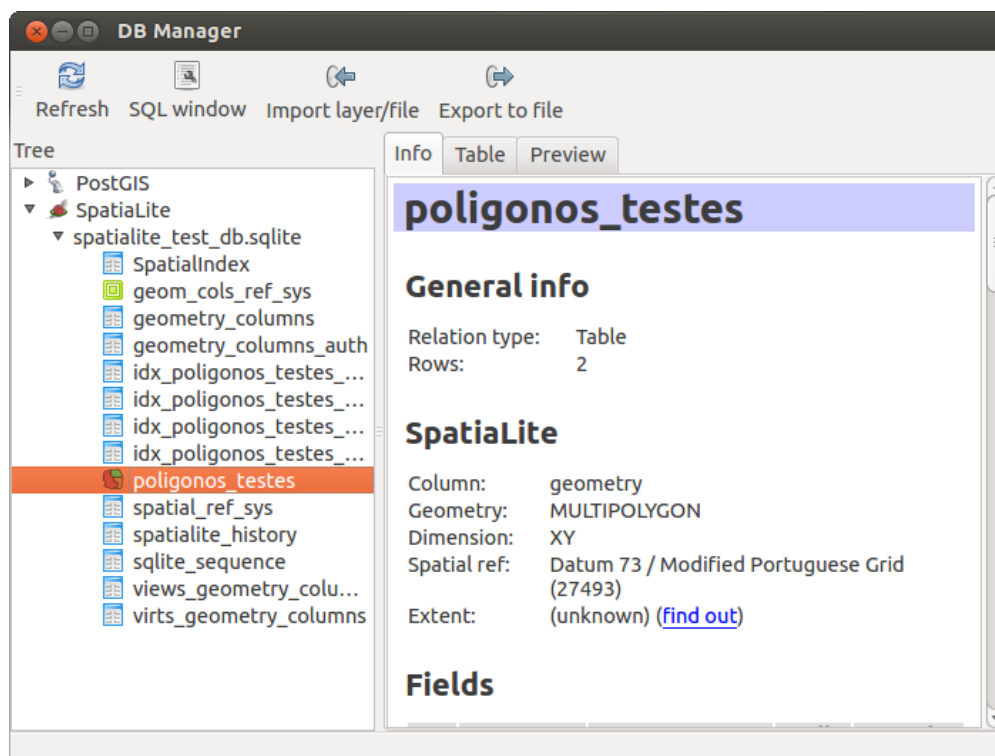 DB Manager
Refresh SQL window Import layer/file Export to file
Tree
PostGIS
SpatiaLite
spatialite_test_db.sqlite
SpatialIndex
geom_cols_ref_sys
geometry_columns
geometry_columns_auth
idx_poligonos_testes_...
idx_poligonos_testes_...
idx_poligonos_testes_...
idx_poligonos_testes_...
poligonos_testes
spatial_ref_sys
spatialite_history
sqlite_sequence
views_geometry_colu...
virts_geometry_columns
Info Table Preview
poligonos_testes
General info
Relation type: Table
Rows: 2
SpatiaLite
Column: geometry
Geometry: MULTIPOLYGON
Dimension: XY
Spatial ref: Datum 73 / Modified Portuguese Grid
(27493)
Extent: (unknown) (find out)
Fields